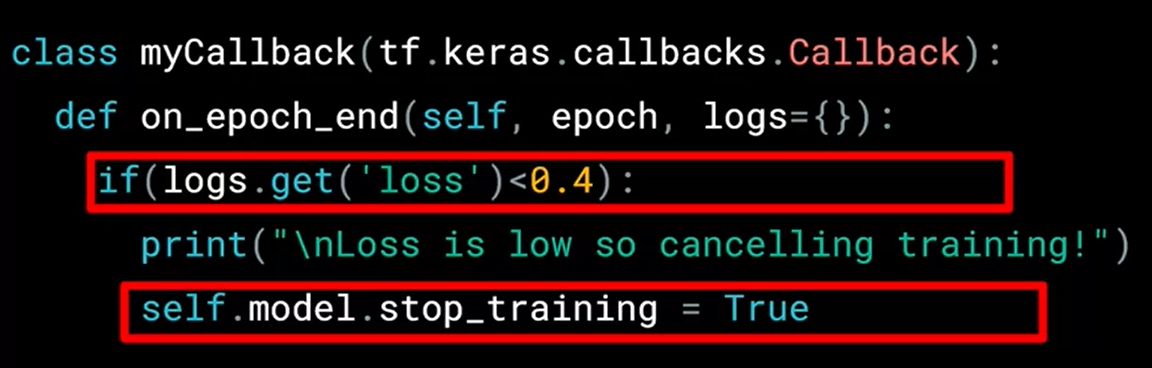 class myCallback(tf.keras.callbacks.Callback):
def on_epoch_end(self, epoch, logs={}):
if(logs.get('loss')<0.4):
print("\nLoss is low so cancelling training!")
self.model.stop_training = True